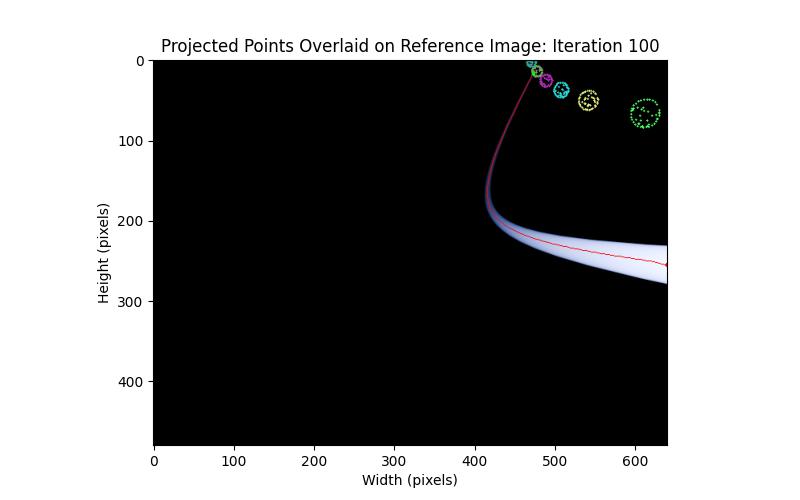 Projected Points Overlaid on Reference Image: Iteration 100
0
100
200
300
400
Height (pixels)
0 100 200 300 400 500 600
Width (pixels)